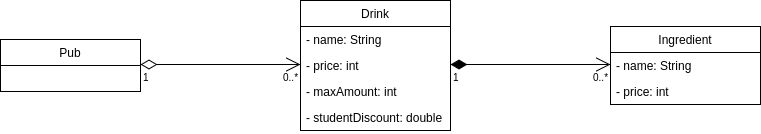 Pub
1
0..*
Drink
- name: String
- price: int
- maxAmount: int
- studentDiscount: double
1
0..*
Ingredient
- name: String
- price: int